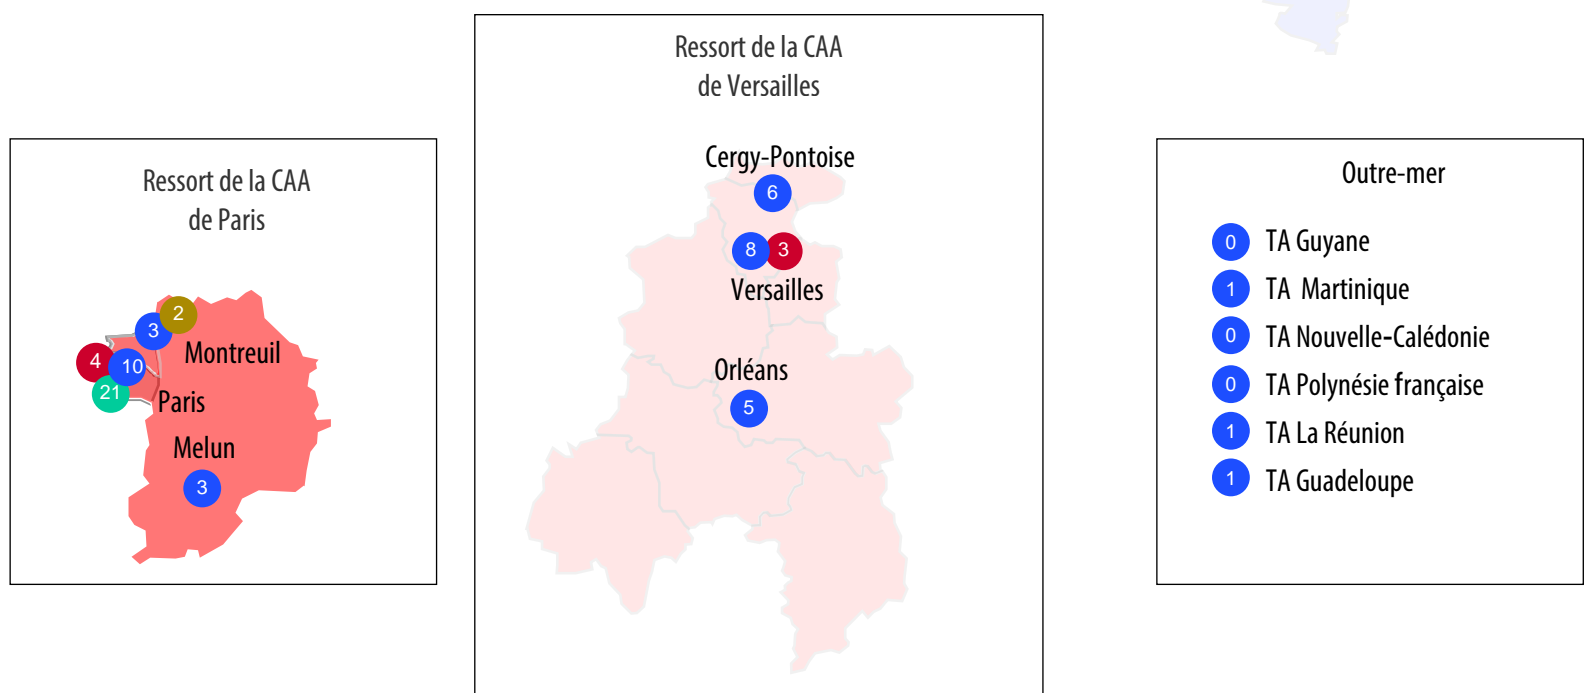 Ressort de la CAA
de Paris
2
3
Montreuil
4
10
21
Paris
Melun
3
Ressort de la CAA
de Versailles
Cergy-Pontoise
6
8 3
Versailles
Orléans
5
Outre-mer
0 TA Guyane
1 TA Martinique
0 TA Nouvelle-Calédonie
0 TA Polynésie française
1 TA La Réunion
1 TA Guadeloupe